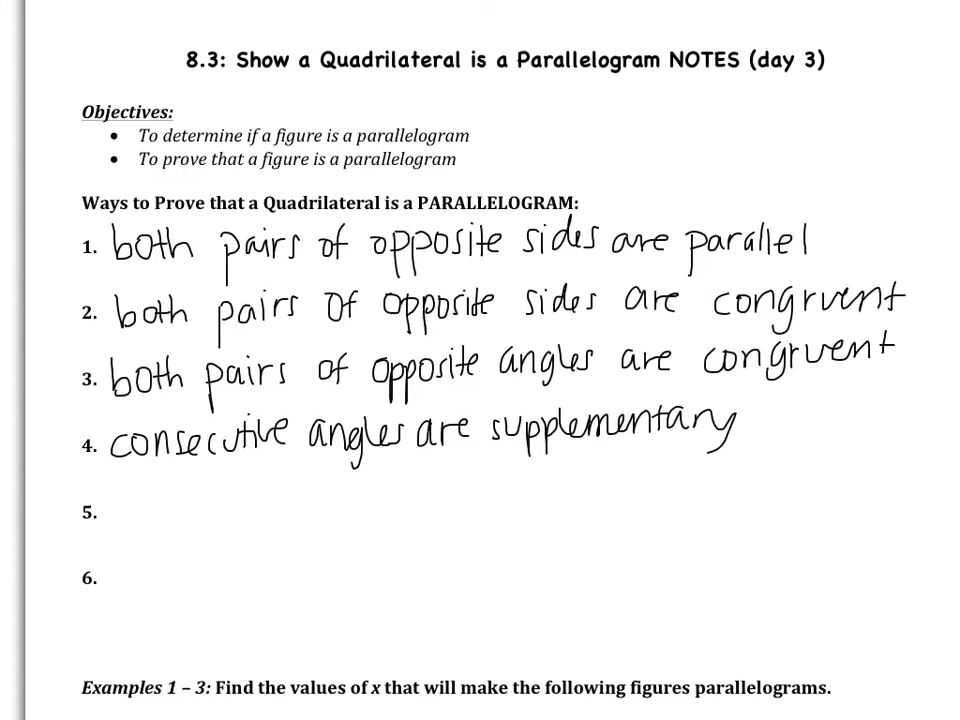 8.3: Show a Quadrilateral is a Parallelogram NOTES (day 3)
Objectives:
• To determine if a figure is a parallelogram
• To prove that a figure is a parallelogram
Ways to Prove that a Quadrilateral is a PARALLELOGRAM:
1. both pairs of opposite sides are parallel
2. both pairs of opposite sides are congruent
3. both pairs of opposite angles are congruent
4. consecutive angles are supplementary
5.
6.
Examples 1 – 3: Find the values of x that will make the following figures parallelograms.